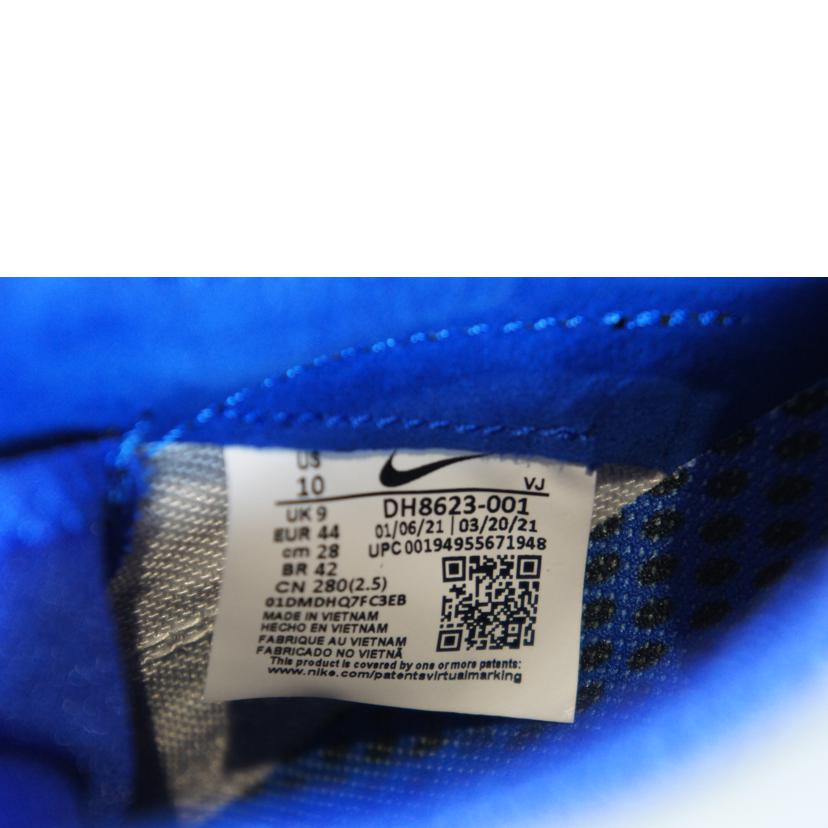 US
10
VJ
UK 9
EUR 44
cm 28
BR 42
CN 280(2.5)
DH8623-001
01/06/21 | 03/20/21
UPC 00194955671948
01DMDHQ7FC3EB
MADE IN VIETNAM
HECHO EN VIETNAM
FABRIQUE AU VIETNAM
FABRICADO NO VIETNÃ
This product is covered by one or more patents:
www.nike.com/patentsvirtualmarking